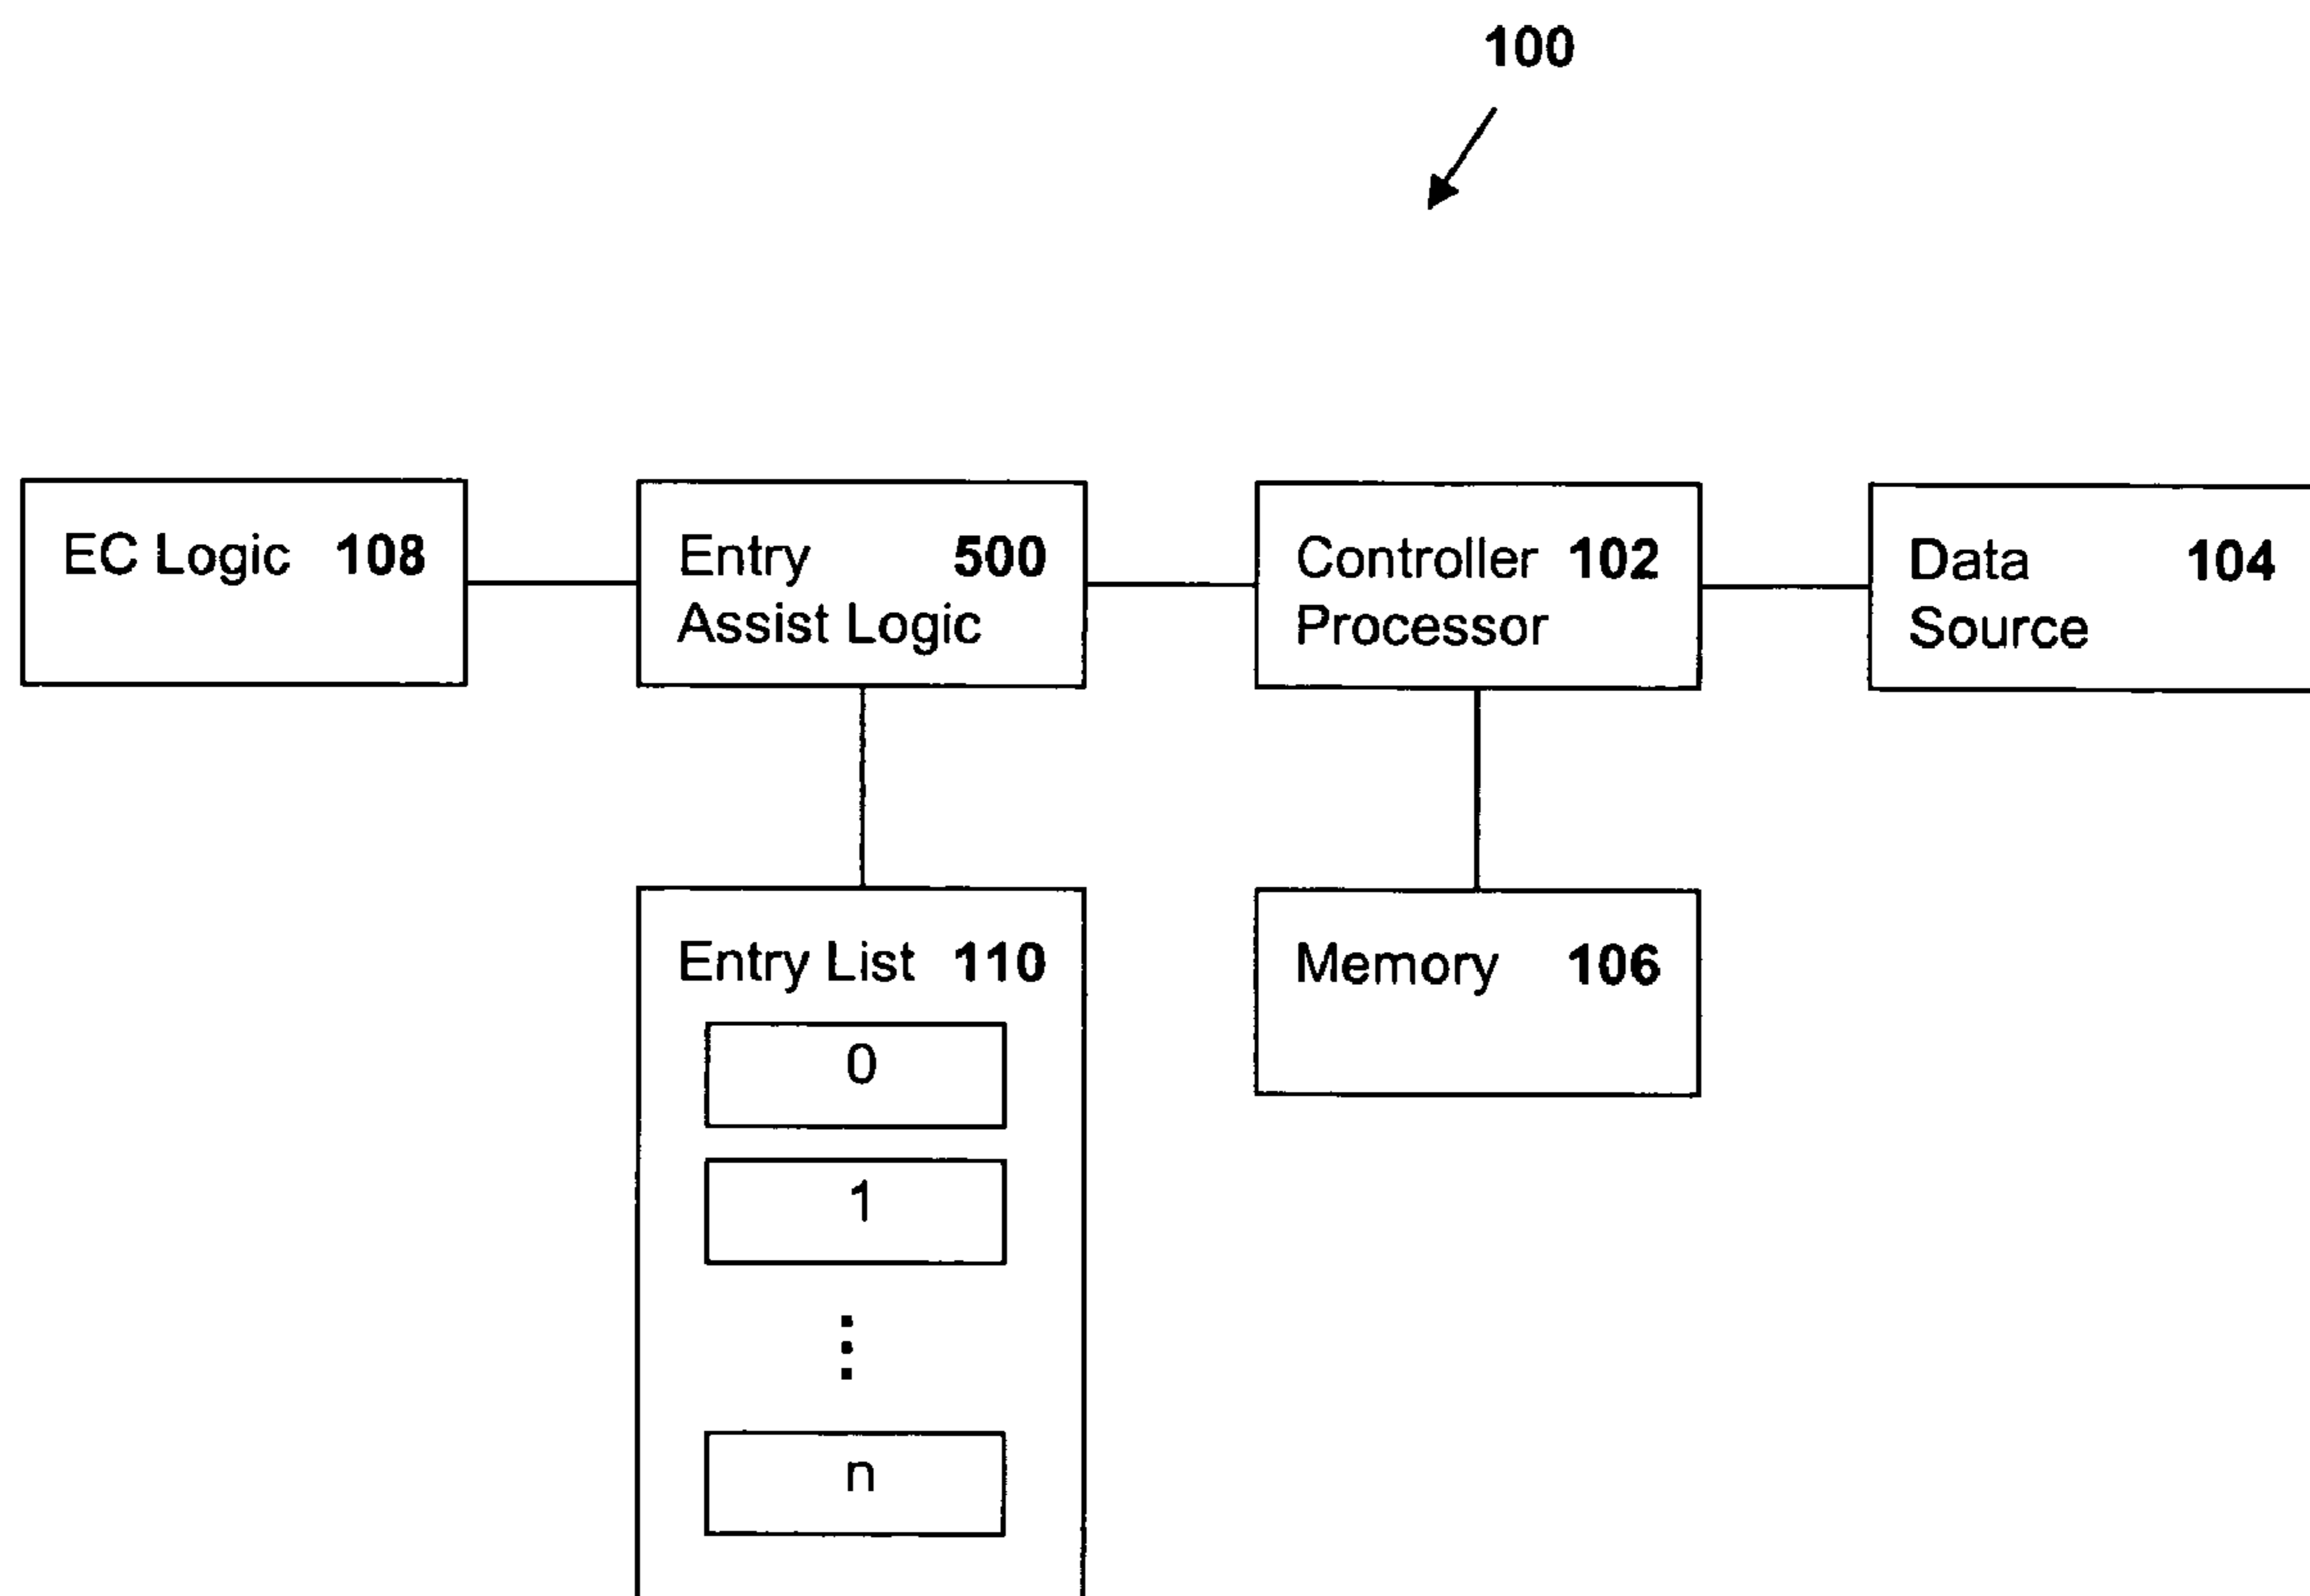 100
EC Logic 108
Entry 500
Assist Logic
Controller 102
Processor
Data 104
Source
Entry List 110
0
1
n
Memory 106